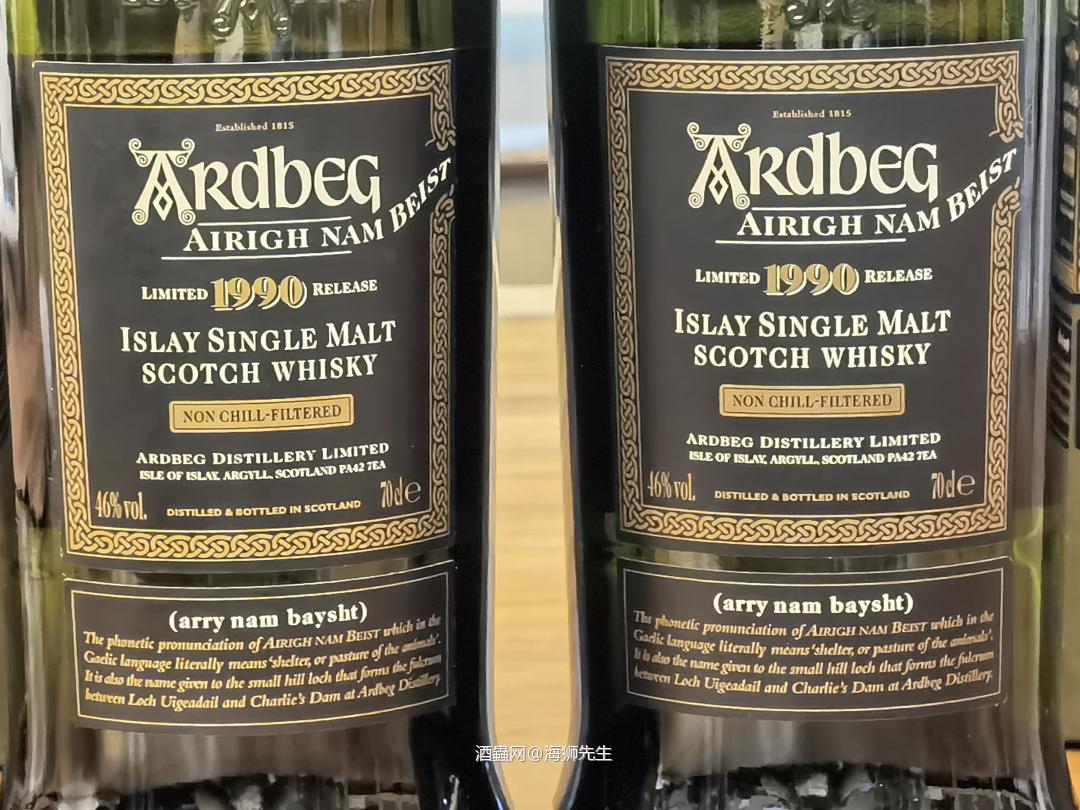 Established 1815
ARDBEG
AIRIGH NAM BEIST
LIMITED 1990 RELEASE
ISLAY SINGLE MALT
SCOTCH WHISKY
NON CHILL-FILTERED
ARDBEG DISTILLERY LIMITED
ISLE OF ISLAY, ARGYLL, SCOTLAND PA42 7EA
46% vol. DISTILLED & BOTTLED IN SCOTLAND 70cl e
(arry nam baysht)
The phonetic pronunciation of AIRIGH NAM BEIST which in the
Gaelic language literally means 'shelter, or pasture of the animals'.
It is also the name given to the small hill loch that forms the fulcrum
between Loch Uigeadail and Charlie's Dam at Ardbeg Distillery.
Established 1815
ARDBEG
AIRIGH NAM BEIST
LIMITED 1990 RELEASE
ISLAY SINGLE MALT
SCOTCH WHISKY
NON CHILL-FILTERED
ARDBEG DISTILLERY LIMITED
ISLE OF ISLAY, ARGYLL, SCOTLAND PA42 7EA
46% vol. DISTILLED & BOTTLED IN SCOTLAND 70cl e
(arry nam baysht)
The phonetic pronunciation of AIRIGH NAM BEIST which in the
Gaelic language literally means 'shelter, or pasture of the animals'.
It is also the name given to the small hill loch that forms the fulcrum
between Loch Uigeadail and Charlie's Dam at Ardbeg Distillery.
酒蟲网@海狮先生